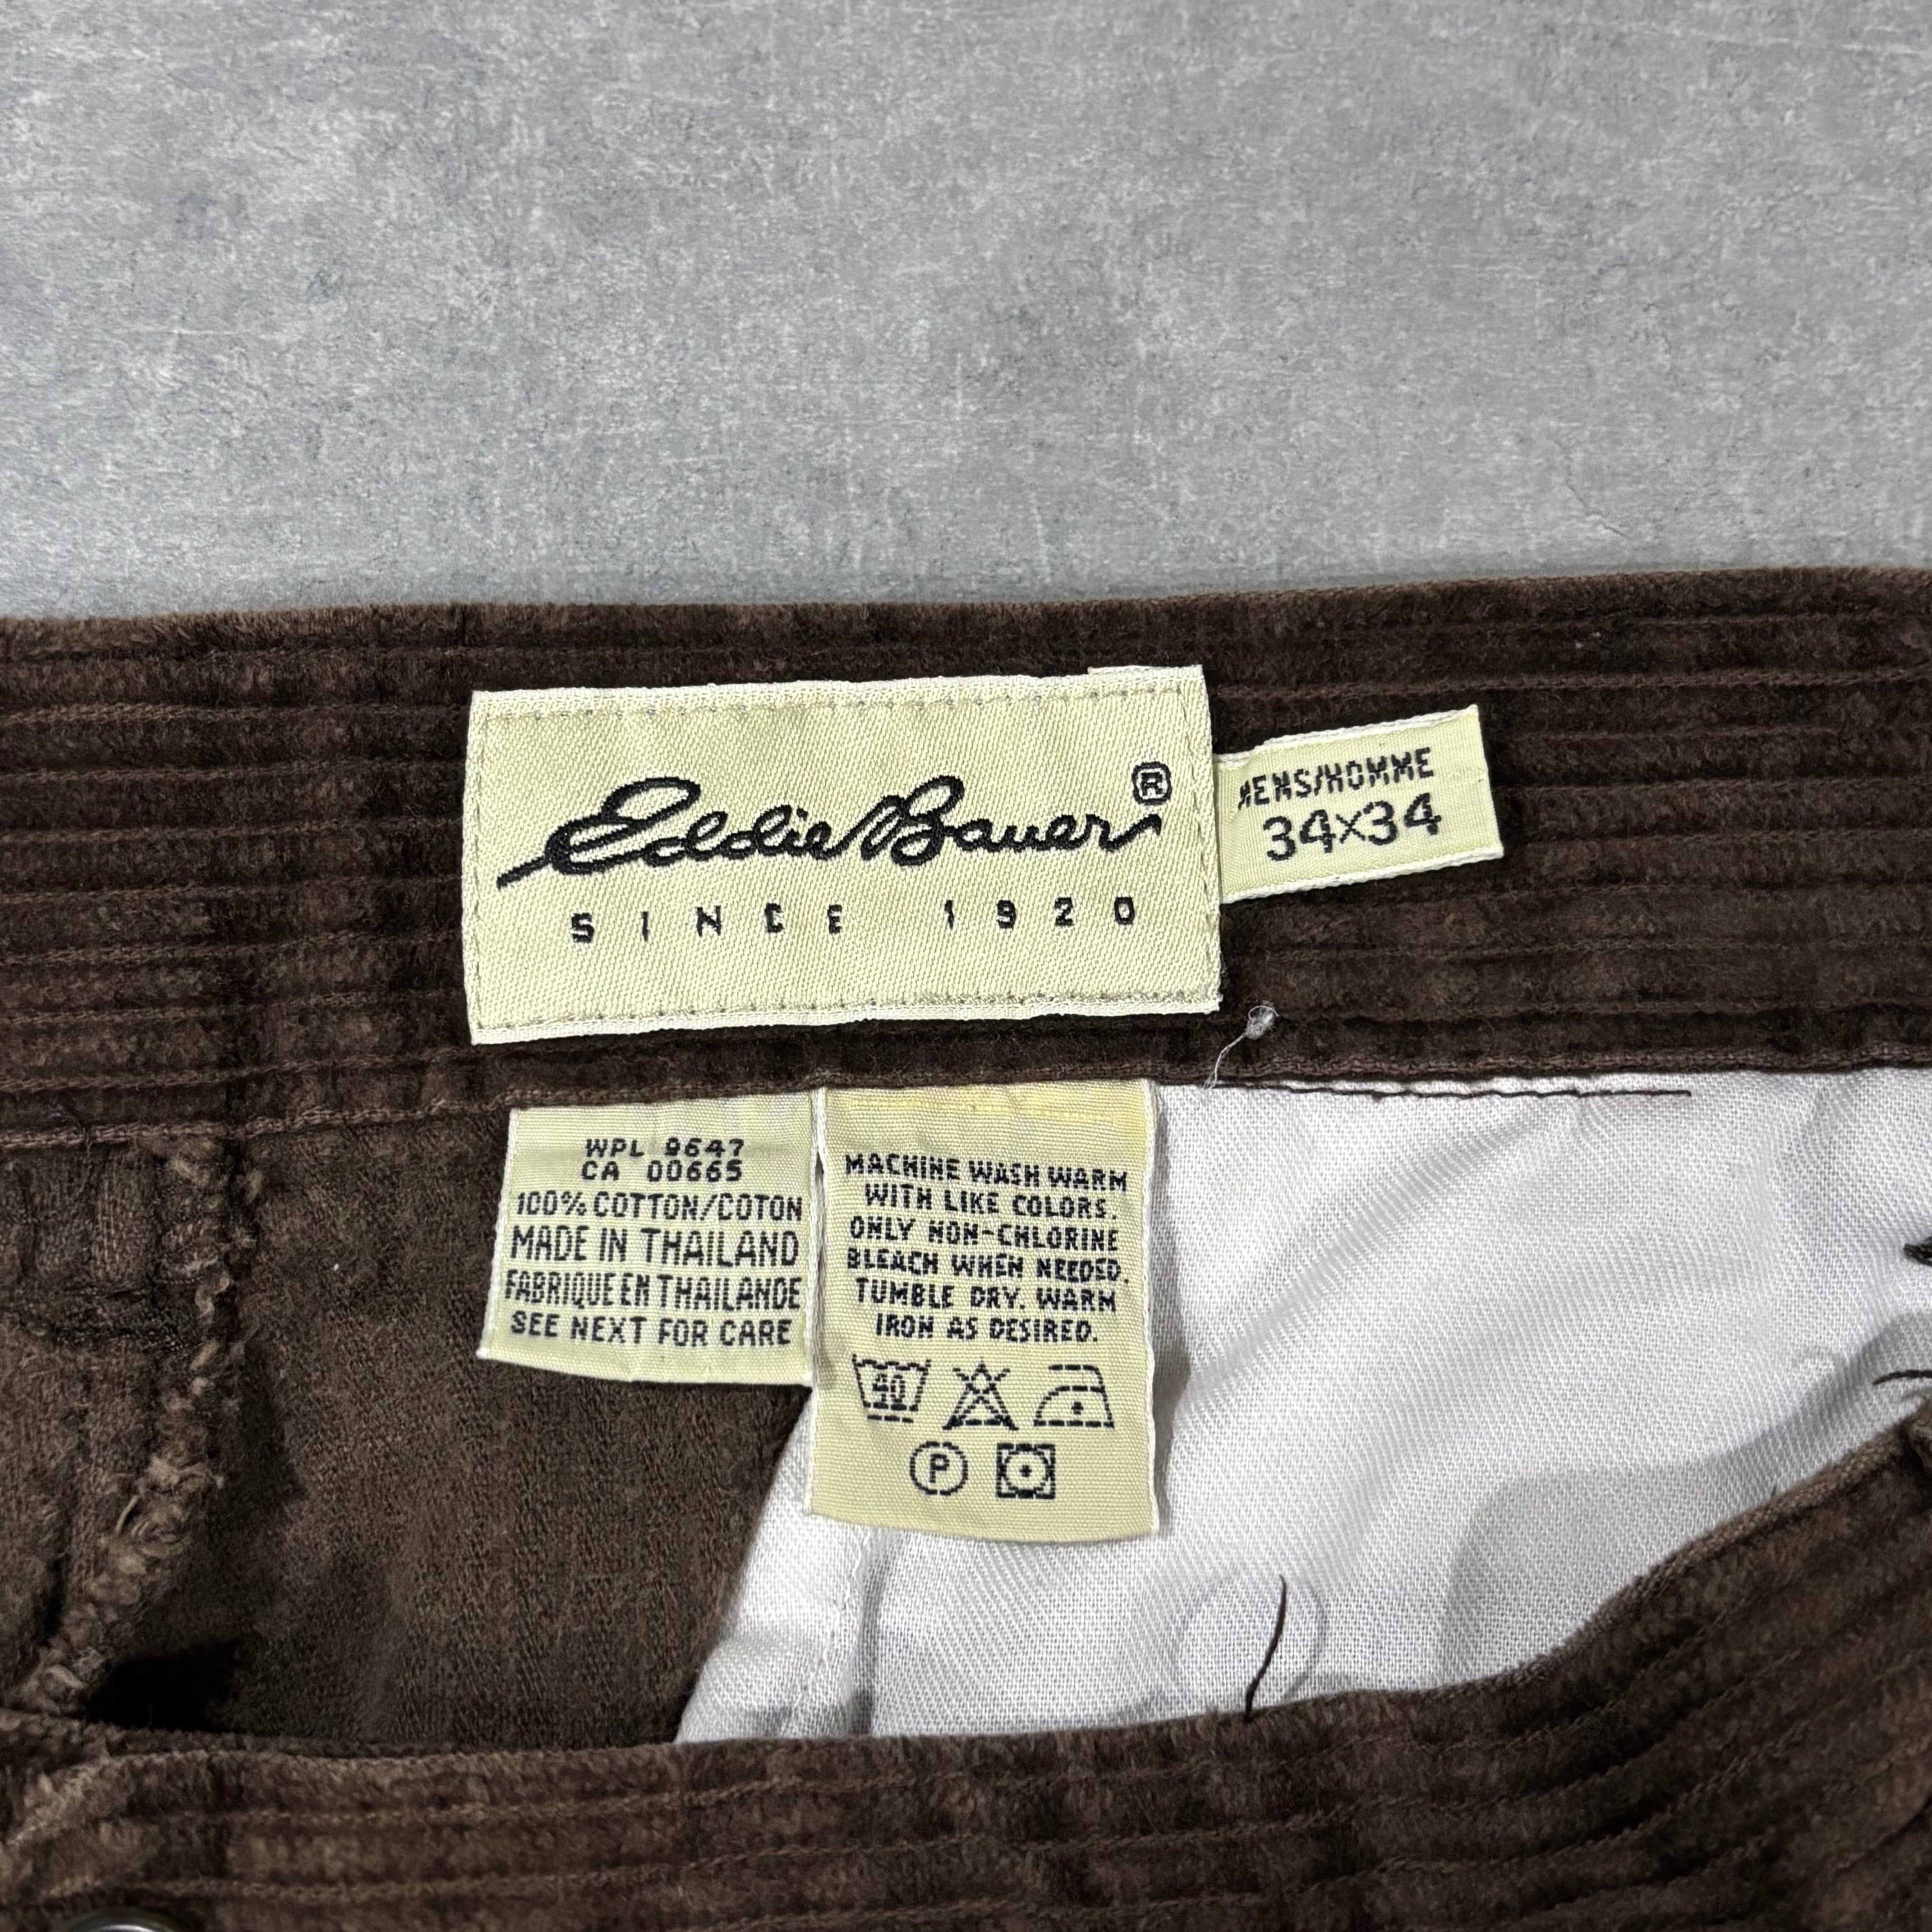 Eddie Bauer®
SINCE 1920
MENS/HOMME
34x34
WPL 9647
CA 00665
100% COTTON/COTON
MADE IN THAILAND
FABRIQUE EN THAILANDE
SEE NEXT FOR CARE
MACHINE WASH WARM
WITH LIKE COLORS.
ONLY NON-CHLORINE
BLEACH WHEN NEEDED.
TUMBLE DRY. WARM
IRON AS DESIRED.
40
P